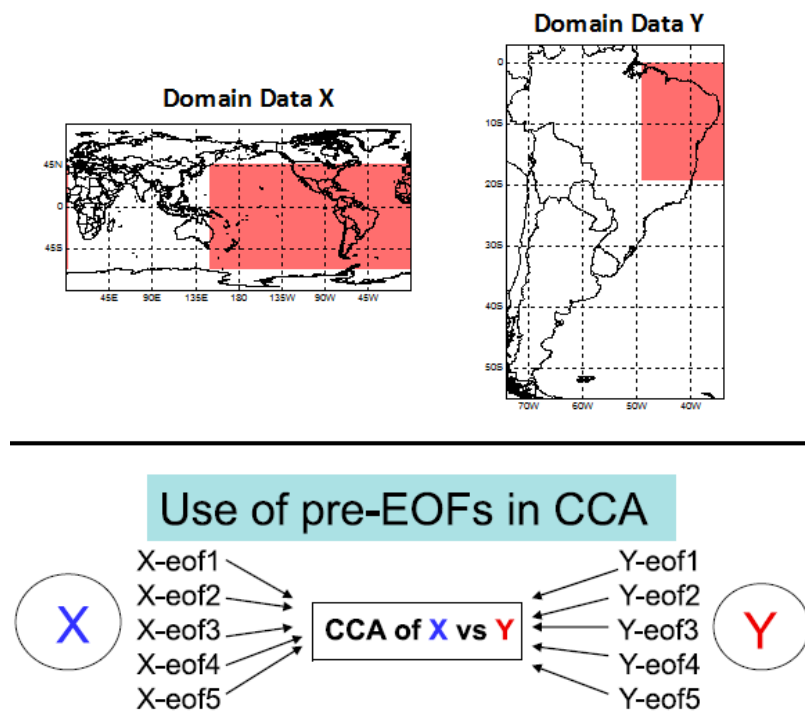 Domain Data X
45N
0
45S
45E 90E 135E 180 135W 90W 45W
Domain Data Y
0
10S
20S
30S
40S
50S
70W 60W 50W 40W
Use of pre-EOFs in CCA
X
X-eof1
X-eof2
X-eof3
X-eof4
X-eof5
CCA of X vs Y
Y-eof1
Y-eof2
Y-eof3
Y-eof4
Y-eof5
Y